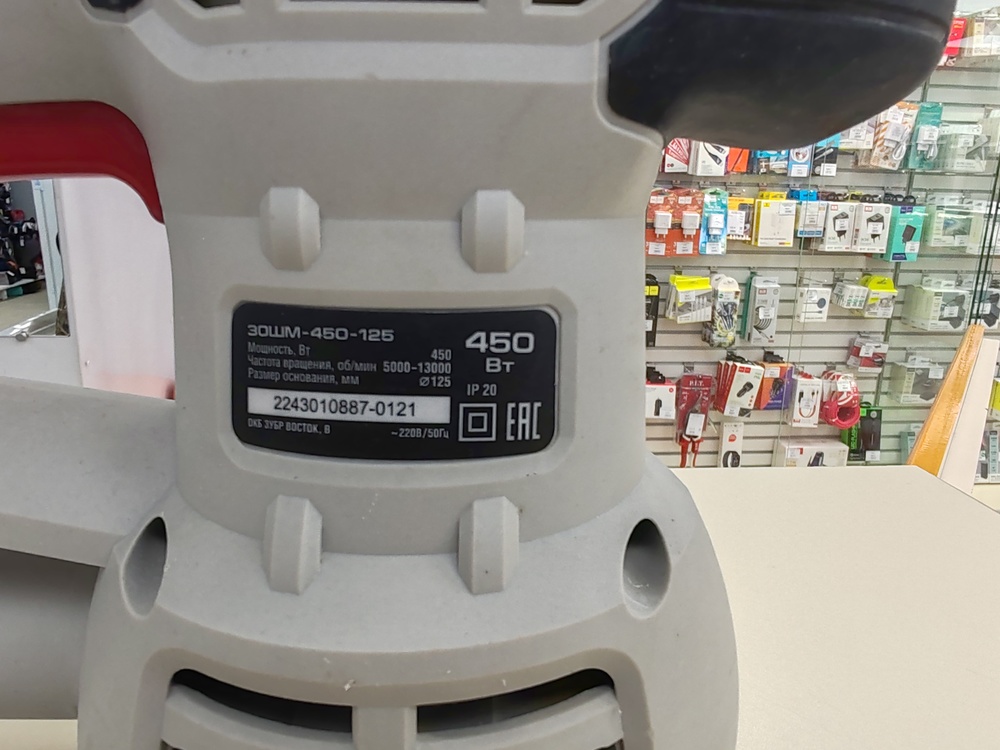 ЗОШМ-450-125
Мощность, Вт 450
Частота вращения, об/мин 5000-13000
Размер основания, мм ⌀125
450
Вт
IP 20
2243010887-0121
ОКБ ЗУБР ВОСТОК, В ~220В/50Гц
EAC